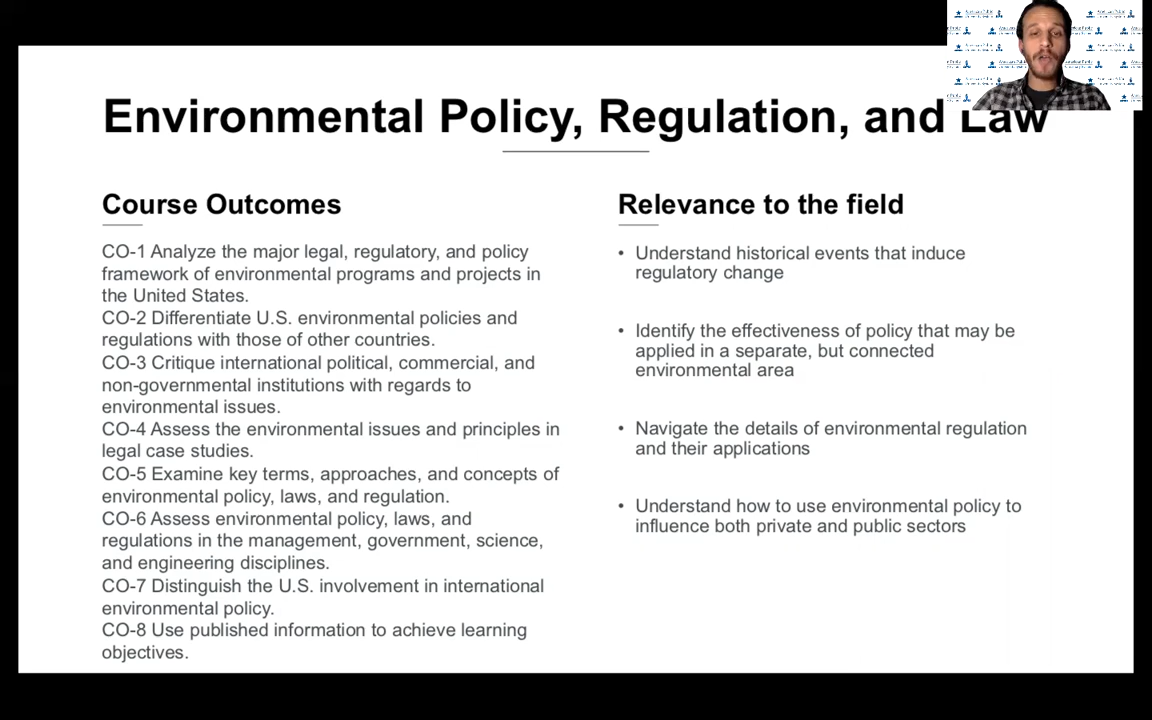 Environmental Policy, Regulation, and Law
Course Outcomes
CO-1 Analyze the major legal, regulatory, and policy
framework of environmental programs and projects in
the United States.
CO-2 Differentiate U.S. environmental policies and
regulations with those of other countries.
CO-3 Critique international political, commercial, and
non-governmental institutions with regards to
environmental issues.
CO-4 Assess the environmental issues and principles in
legal case studies.
CO-5 Examine key terms, approaches, and concepts of
environmental policy, laws, and regulation.
CO-6 Assess environmental policy, laws, and
regulations in the management, government, science,
and engineering disciplines.
CO-7 Distinguish the U.S. involvement in international
environmental policy.
CO-8 Use published information to achieve learning
objectives.
Relevance to the field
• Understand historical events that induce
regulatory change
• Identify the effectiveness of policy that may be
applied in a separate, but connected
environmental area
• Navigate the details of environmental regulation
and their applications
• Understand how to use environmental policy to
influence both private and public sectors